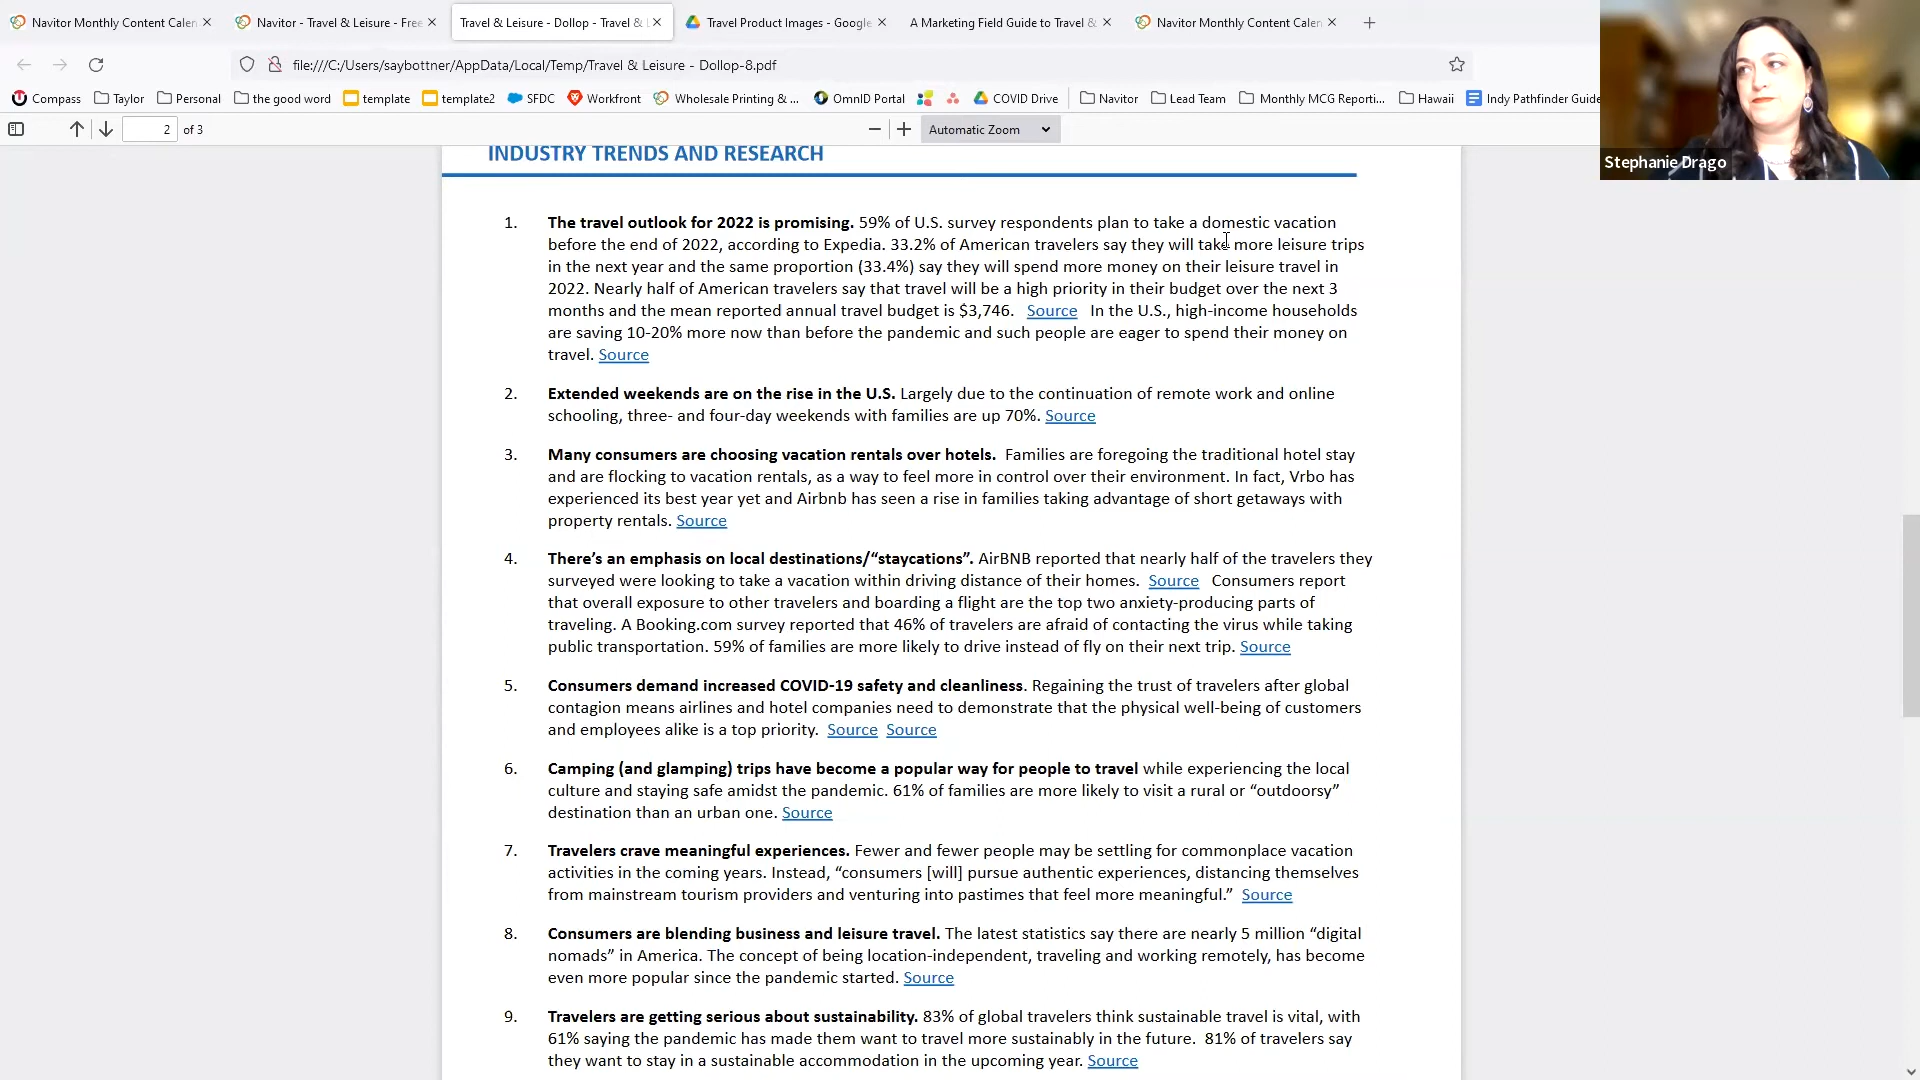 Navitor Monthly Content Calen
Navitor - Travel & Leisure - Free
Travel & Leisure - Dollop - Travel &
Travel Product Images - Google
A Marketing Field Guide to Travel &
Navitor Monthly Content Calen
file:///C:/Users/saybottner/AppData/Local/Temp/Travel & Leisure - Dollop-8.pdf
Compass Taylor Personal the good word template template2 SFDC Workfront Wholesale Printing & ... OmnID Portal COVID Drive Navitor Lead Team Monthly MCG Reporti... Hawaii Indy Pathfinder Guide
2 of 3
Automatic Zoom
Stephanie Drago
INDUSTRY TRENDS AND RESEARCH
1. The travel outlook for 2022 is promising. 59% of U.S. survey respondents plan to take a domestic vacation
before the end of 2022, according to Expedia. 33.2% of American travelers say they will take more leisure trips
in the next year and the same proportion (33.4%) say they will spend more money on their leisure travel in
2022. Nearly half of American travelers say that travel will be a high priority in their budget over the next 3
months and the mean reported annual travel budget is $3,746. Source In the U.S., high-income households
are saving 10-20% more now than before the pandemic and such people are eager to spend their money on
travel. Source
2. Extended weekends are on the rise in the U.S. Largely due to the continuation of remote work and online
schooling, three- and four-day weekends with families are up 70%. Source
3. Many consumers are choosing vacation rentals over hotels. Families are foregoing the traditional hotel stay
and are flocking to vacation rentals, as a way to feel more in control over their environment. In fact, Vrbo has
experienced its best year yet and Airbnb has seen a rise in families taking advantage of short getaways with
property rentals. Source
4. There’s an emphasis on local destinations/“staycations”. AirBNB reported that nearly half of the travelers they
surveyed were looking to take a vacation within driving distance of their homes. Source Consumers report
that overall exposure to other travelers and boarding a flight are the top two anxiety-producing parts of
traveling. A Booking.com survey reported that 46% of travelers are afraid of contacting the virus while taking
public transportation. 59% of families are more likely to drive instead of fly on their next trip. Source
5. Consumers demand increased COVID-19 safety and cleanliness. Regaining the trust of travelers after global
contagion means airlines and hotel companies need to demonstrate that the physical well-being of customers
and employees alike is a top priority. Source Source
6. Camping (and glamping) trips have become a popular way for people to travel while experiencing the local
culture and staying safe amidst the pandemic. 61% of families are more likely to visit a rural or “outdoorsy”
destination than an urban one. Source
7. Travelers crave meaningful experiences. Fewer and fewer people may be settling for commonplace vacation
activities in the coming years. Instead, “consumers [will] pursue authentic experiences, distancing themselves
from mainstream tourism providers and venturing into pastimes that feel more meaningful.” Source
8. Consumers are blending business and leisure travel. The latest statistics say there are nearly 5 million “digital
nomads” in America. The concept of being location-independent, traveling and working remotely, has become
even more popular since the pandemic started. Source
9. Travelers are getting serious about sustainability. 83% of global travelers think sustainable travel is vital, with
61% saying the pandemic has made them want to travel more sustainably in the future. 81% of travelers say
they want to stay in a sustainable accommodation in the upcoming year. Source